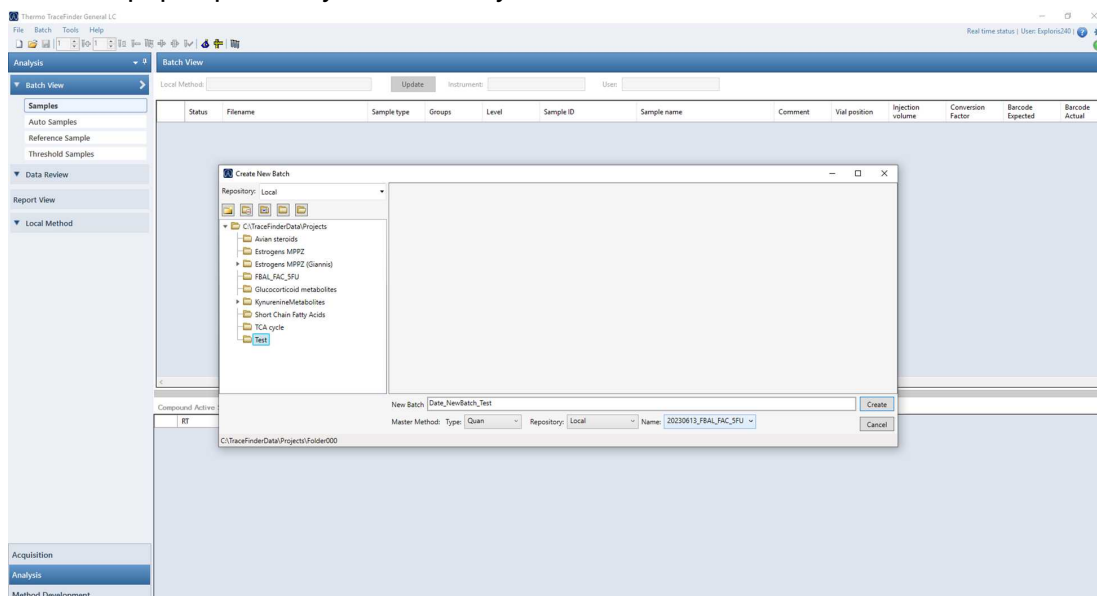 Thermo TraceFinder General LC
File Batch Tools Help
Real time status | User: Exploris240 |
1 1
Analysis
Batch View
Batch View
Local Method: Update Instrument: User:
Samples
Auto Samples
Reference Sample
Threshold Samples
Data Review
Report View
Local Method
Status Filename Sample type Groups Level Sample ID Sample name Comment Vial position Injection volume Conversion Factor Barcode Expected Barcode Actual
Create New Batch
Repository: Local
C:\TraceFinderData\Projects
Avian steroids
Estrogens MPPZ
Estrogens MPPZ (Giannis)
FBAL_FAC_5FU
Glucocorticoid metabolites
KynurenineMetabolites
Short Chain Fatty Acids
TCA cycle
Test
New Batch Date_NewBatch_Test Create
Master Method: Type: Quan Repository: Local Name: 20230613_FBAL_FAC_5FU Cancel
C:\TraceFinderData\Projects\Folder000
Compound Active
RT
Acquisition
Analysis
Method Development